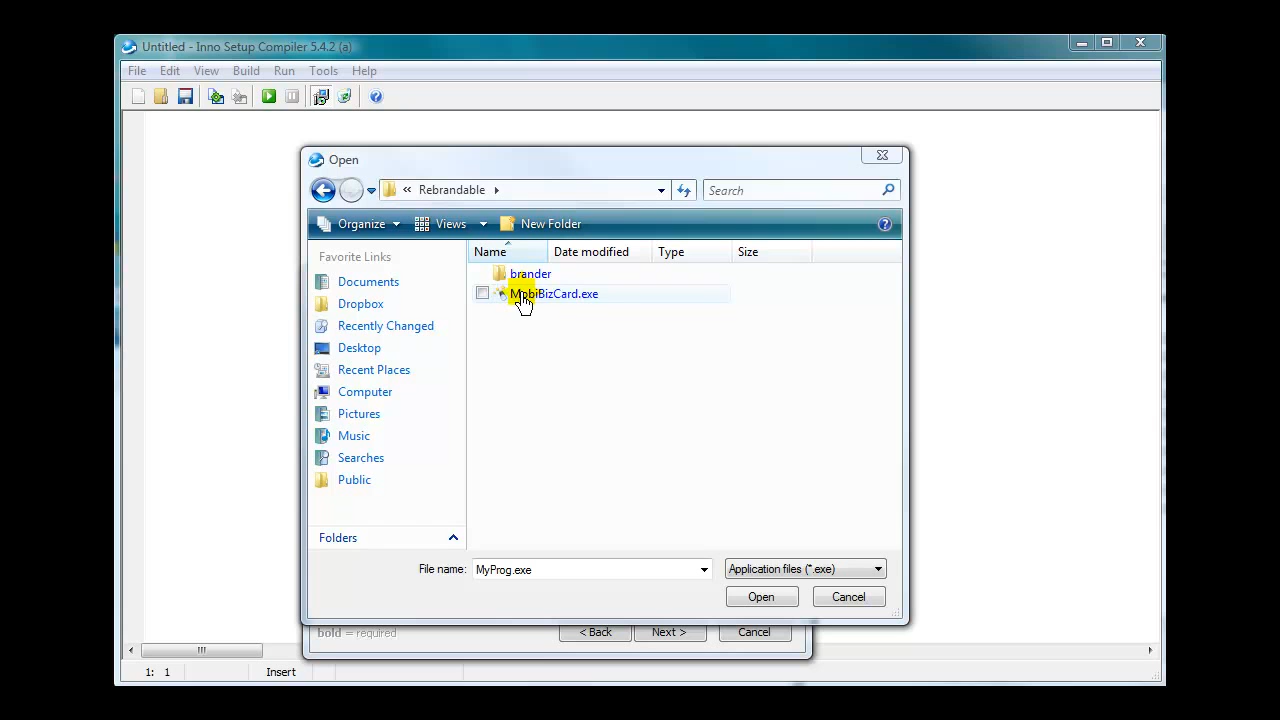 Untitled - Inno Setup Compiler 5.4.2 (a)
File Edit View Build Run Tools Help
Open
« Rebrandable
Search
Organize Views New Folder
Favorite Links
Name Date modified Type Size
Documents
brander
Dropbox
MobiBizCard.exe
Recently Changed
Desktop
Recent Places
Computer
Pictures
Music
Searches
Public
Folders
File name: MyProg.exe Application files (*.exe)
Open Cancel
bold = required < Back Next > Cancel
1: 1 Insert